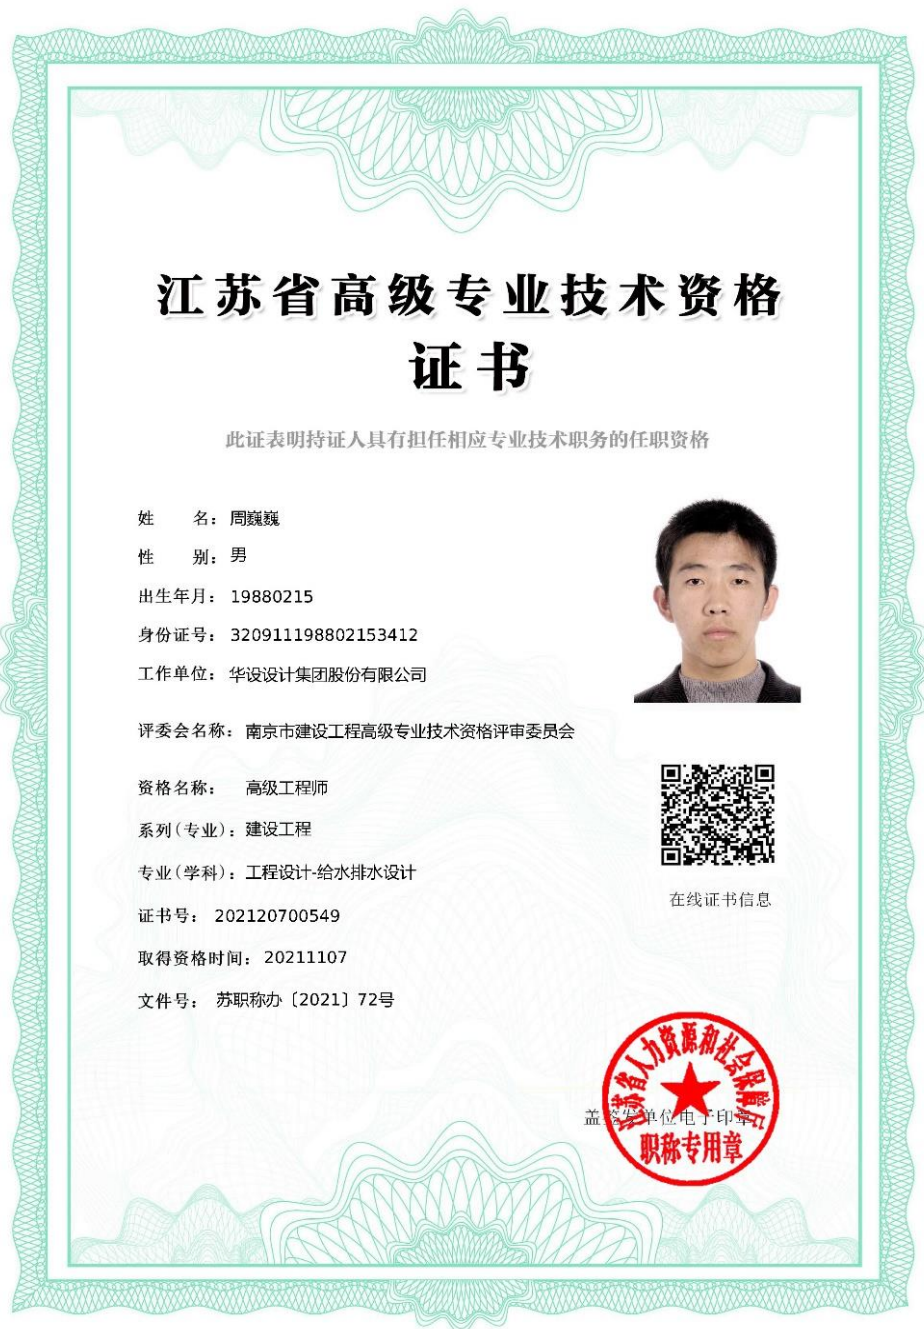 江苏省高级专业技术资格
证书
此证表明持证人具有担任相应专业技术职务的任职资格
姓 名：周巍巍
性 别：男
出生年月：19880215
身份证号：320911198802153412
工作单位：华设设计集团股份有限公司
评委会名称：南京市建设工程高级专业技术资格评审委员会
资格名称：高级工程师
系列(专业)：建设工程
专业(学科)：工程设计-给水排水设计
证书号：202120700549
取得资格时间：20211107
文件号：苏职称办〔2021〕72号
在线证书信息
江苏省人力资源和社会保障厅
盖签发单位电子印章
职称专用章